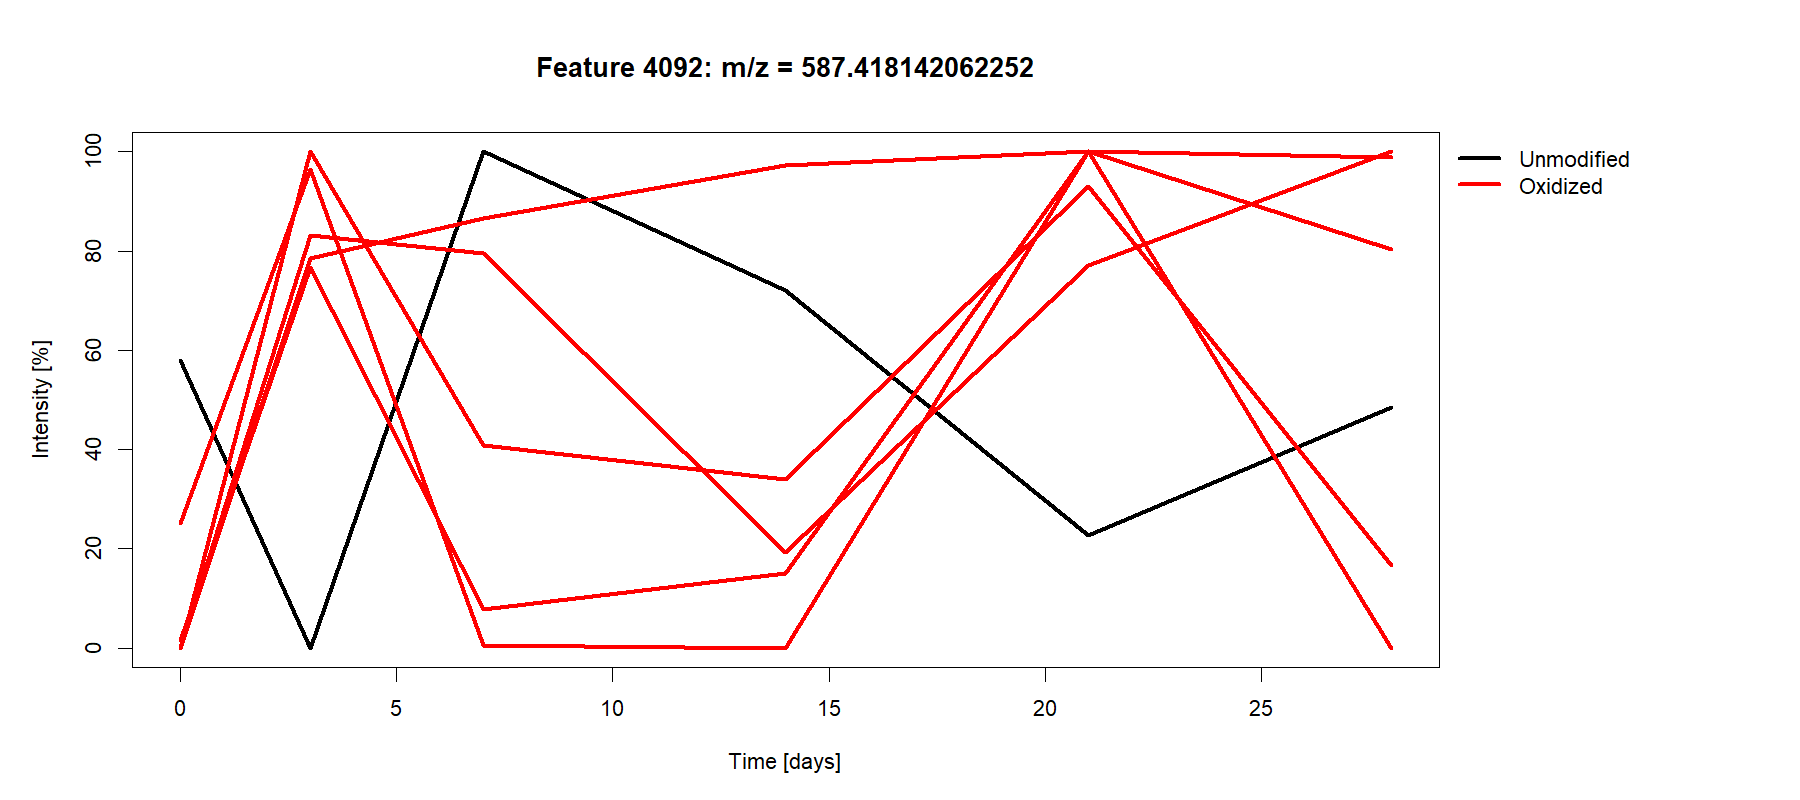 Feature 4092: m/z = 587.418142062252
Unmodified
Oxidized
Intensity [%]
100
80
60
40
20
0
0 5 10 15 20 25
Time [days]